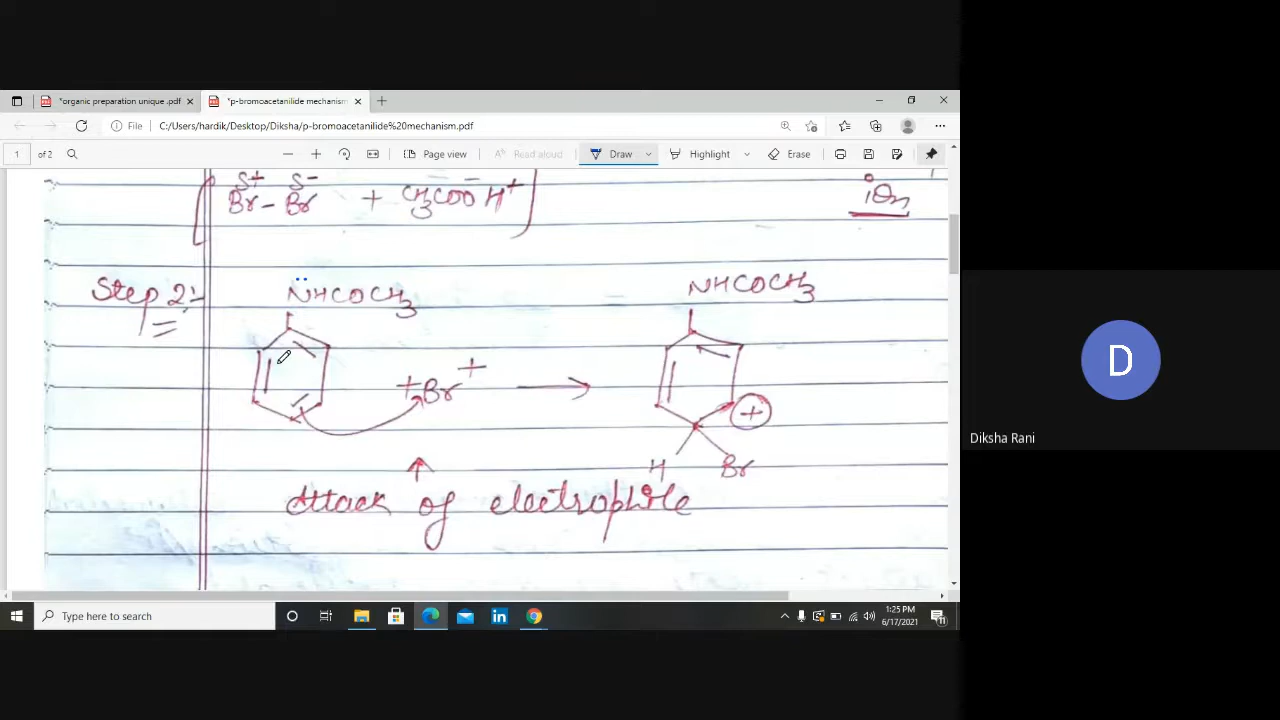 *organic preparation unique .pdf
*p-bromoacetanilide mechanism
File C:/Users/hardik/Desktop/Diksha/p-bromoacetanilide%20mechanism.pdf
1 of 2 Page view Read aloud Draw Highlight Erase
δ+ δ-
Br - Br + CH3COO- H+
ion
Step 2:-
NHCOCH3 NHCOCH3
+ Br+ → +
H Br
Attack of electrophile
D
Diksha Rani
Type here to search
1:25 PM
6/17/2021
11